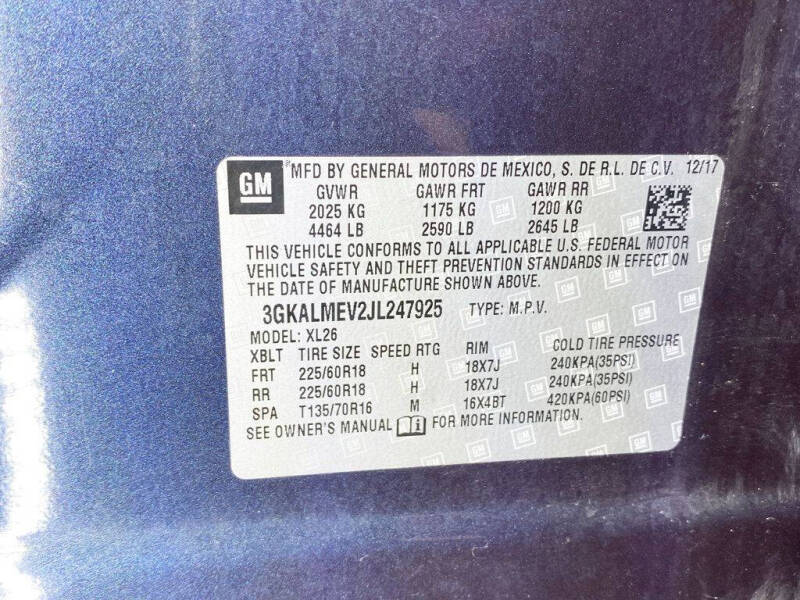 GM MFD BY GENERAL MOTORS DE MEXICO, S. DE R.L. DE C.V. 12/17
GVWR GAWR FRT GAWR RR
2025 KG 1175 KG 1200 KG
4464 LB 2590 LB 2645 LB
THIS VEHICLE CONFORMS TO ALL APPLICABLE U.S. FEDERAL MOTOR
VEHICLE SAFETY AND THEFT PREVENTION STANDARDS IN EFFECT ON
THE DATE OF MANUFACTURE SHOWN ABOVE.
3GKALMEV2JL247925 TYPE: M.P.V.
MODEL: XL26
XBLT TIRE SIZE SPEED RTG RIM COLD TIRE PRESSURE
FRT 225/60R18 H 18X7J 240KPA(35PSI)
RR 225/60R18 H 18X7J 240KPA(35PSI)
SPA T135/70R16 M 16X4BT 420KPA(60PSI)
SEE OWNER'S MANUAL FOR MORE INFORMATION.